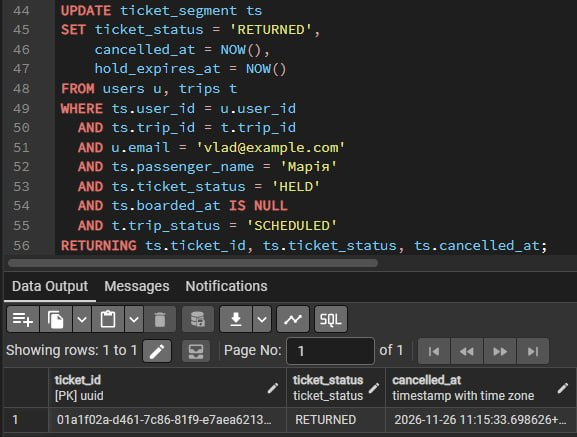 44 UPDATE ticket_segment ts
45 SET ticket_status = 'RETURNED',
46 cancelled_at = NOW(),
47 hold_expires_at = NOW()
48 FROM users u, trips t
49 WHERE ts.user_id = u.user_id
50 AND ts.trip_id = t.trip_id
51 AND u.email = 'vlad@example.com'
52 AND ts.passenger_name = 'Марія'
53 AND ts.ticket_status = 'HELD'
54 AND ts.boarded_at IS NULL
55 AND t.trip_status = 'SCHEDULED'
56 RETURNING ts.ticket_id, ts.ticket_status, ts.cancelled_at;
Data Output Messages Notifications
SQL
Showing rows: 1 to 1 Page No: 1 of 1
ticket_id ticket_status cancelled_at
[PK] uuid ticket_status timestamp with time zone
1 01a1f02a-d461-7c86-81f9-e7aea6213... RETURNED 2026-11-26 11:15:33.698626+...